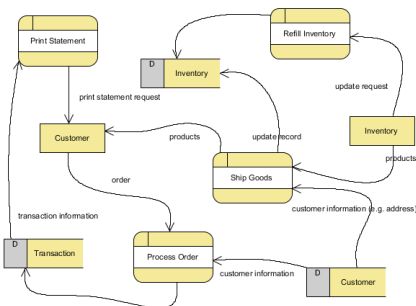 Print Statement
Refill Inventory
D
Inventory
print statement request
update request
Customer
products
update record
Inventory
products
order
Ship Goods
customer information (e.g. address)
transaction information
D
Transaction
Process Order
customer information
D
Customer